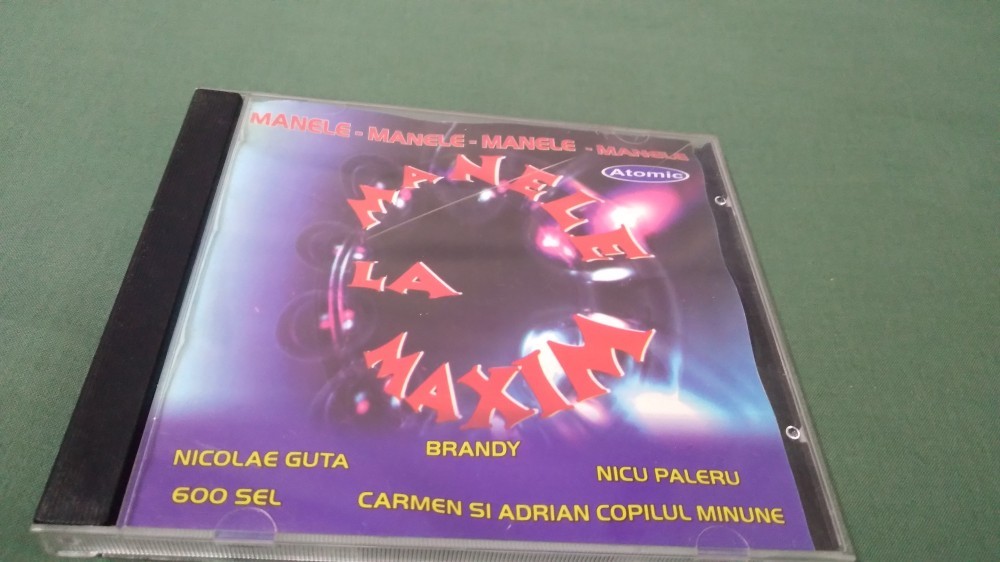 MANELE - MANELE - MANELE - MANELE
Atomic
MANELE
LA
MAXIM
BRANDY
NICOLAE GUTA
NICU PALERU
600 SEL
CARMEN SI ADRIAN COPILUL MINUNE